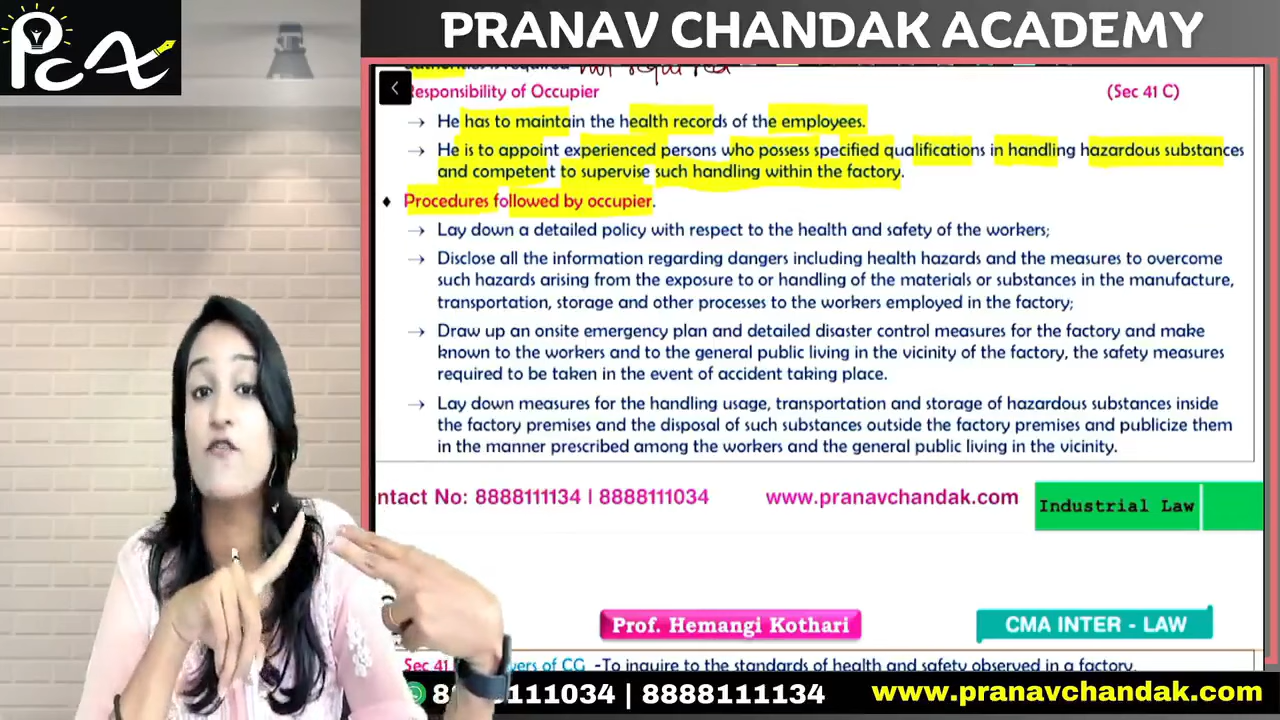 PCA
PRANAV CHANDAK ACADEMY
authorities is required not required
Responsibility of Occupier (Sec 41 C)
→ He has to maintain the health records of the employees.
→ He is to appoint experienced persons who possess specified qualifications in handling hazardous substances
and competent to supervise such handling within the factory.
♦ Procedures followed by occupier.
→ Lay down a detailed policy with respect to the health and safety of the workers;
→ Disclose all the information regarding dangers including health hazards and the measures to overcome
such hazards arising from the exposure to or handling of the materials or substances in the manufacture,
transportation, storage and other processes to the workers employed in the factory;
→ Draw up an onsite emergency plan and detailed disaster control measures for the factory and make
known to the workers and to the general public living in the vicinity of the factory, the safety measures
required to be taken in the event of accident taking place.
→ Lay down measures for the handling usage, transportation and storage of hazardous substances inside
the factory premises and the disposal of such substances outside the factory premises and publicize them
in the manner prescribed among the workers and the general public living in the vicinity.
ntact No: 8888111134 | 8888111034 www.pranavchandak.com
Industrial Law
Prof. Hemangi Kothari
CMA INTER - LAW
Sec 41 wers of CG -To inquire to the standards of health and safety observed in a factory.
8 111034 | 8888111134 www.pranavchandak.com